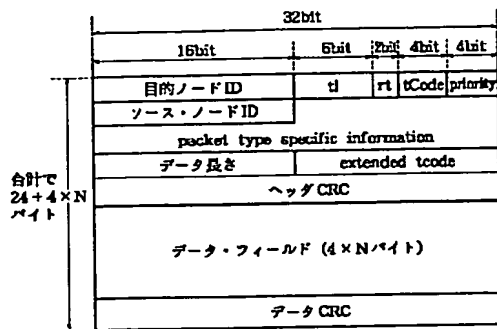 32bit
16bit 6bit 2bit 4bit 4bit
目的ノードID tl rt tCode priority
ソース・ノードID
packet type specific information
データ長さ extended tcode
ヘッダCRC
合計で
24+4×N
バイト
データ・フィールド (4×Nバイト)
データCRC